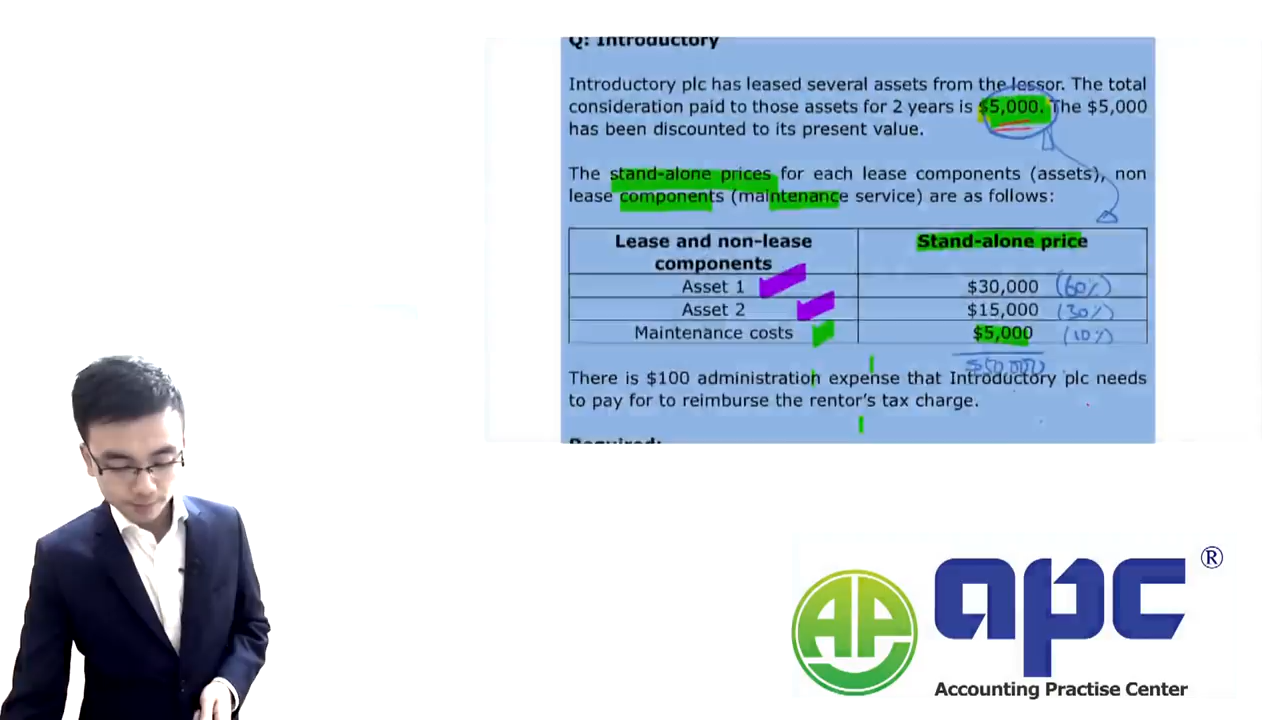 Q: Introductory
Introductory plc has leased several assets from the lessor. The total
consideration paid to those assets for 2 years is $5,000. The $5,000
has been discounted to its present value.
The stand-alone prices for each lease components (assets), non
lease components (maintenance service) are as follows:
Lease and non-lease components Stand-alone price
Asset 1 $30,000 (60%)
Asset 2 $15,000 (30%)
Maintenance costs $5,000 (10%)
$50,000
There is $100 administration expense that Introductory plc needs
to pay for to reimburse the rentor's tax charge.
Required:
AP
apc®
Accounting Practise Center